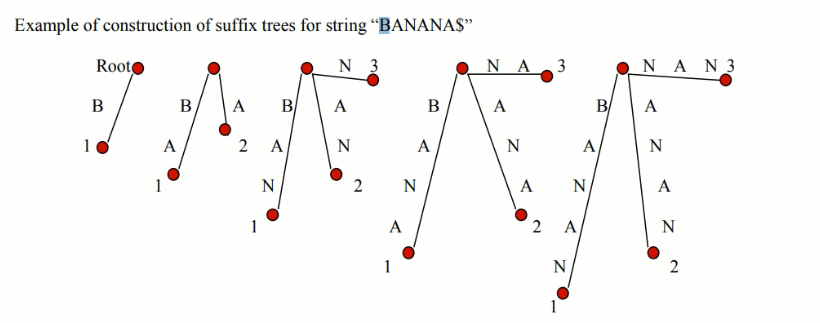 Example of construction of suffix trees for string “BANANA$”
Root N 3 N A 3 N A N 3
B B A B A B A B A
1 A 2 A N A N A N
1 N 2 N A N A
1 A 2 A N
1 N 2
1